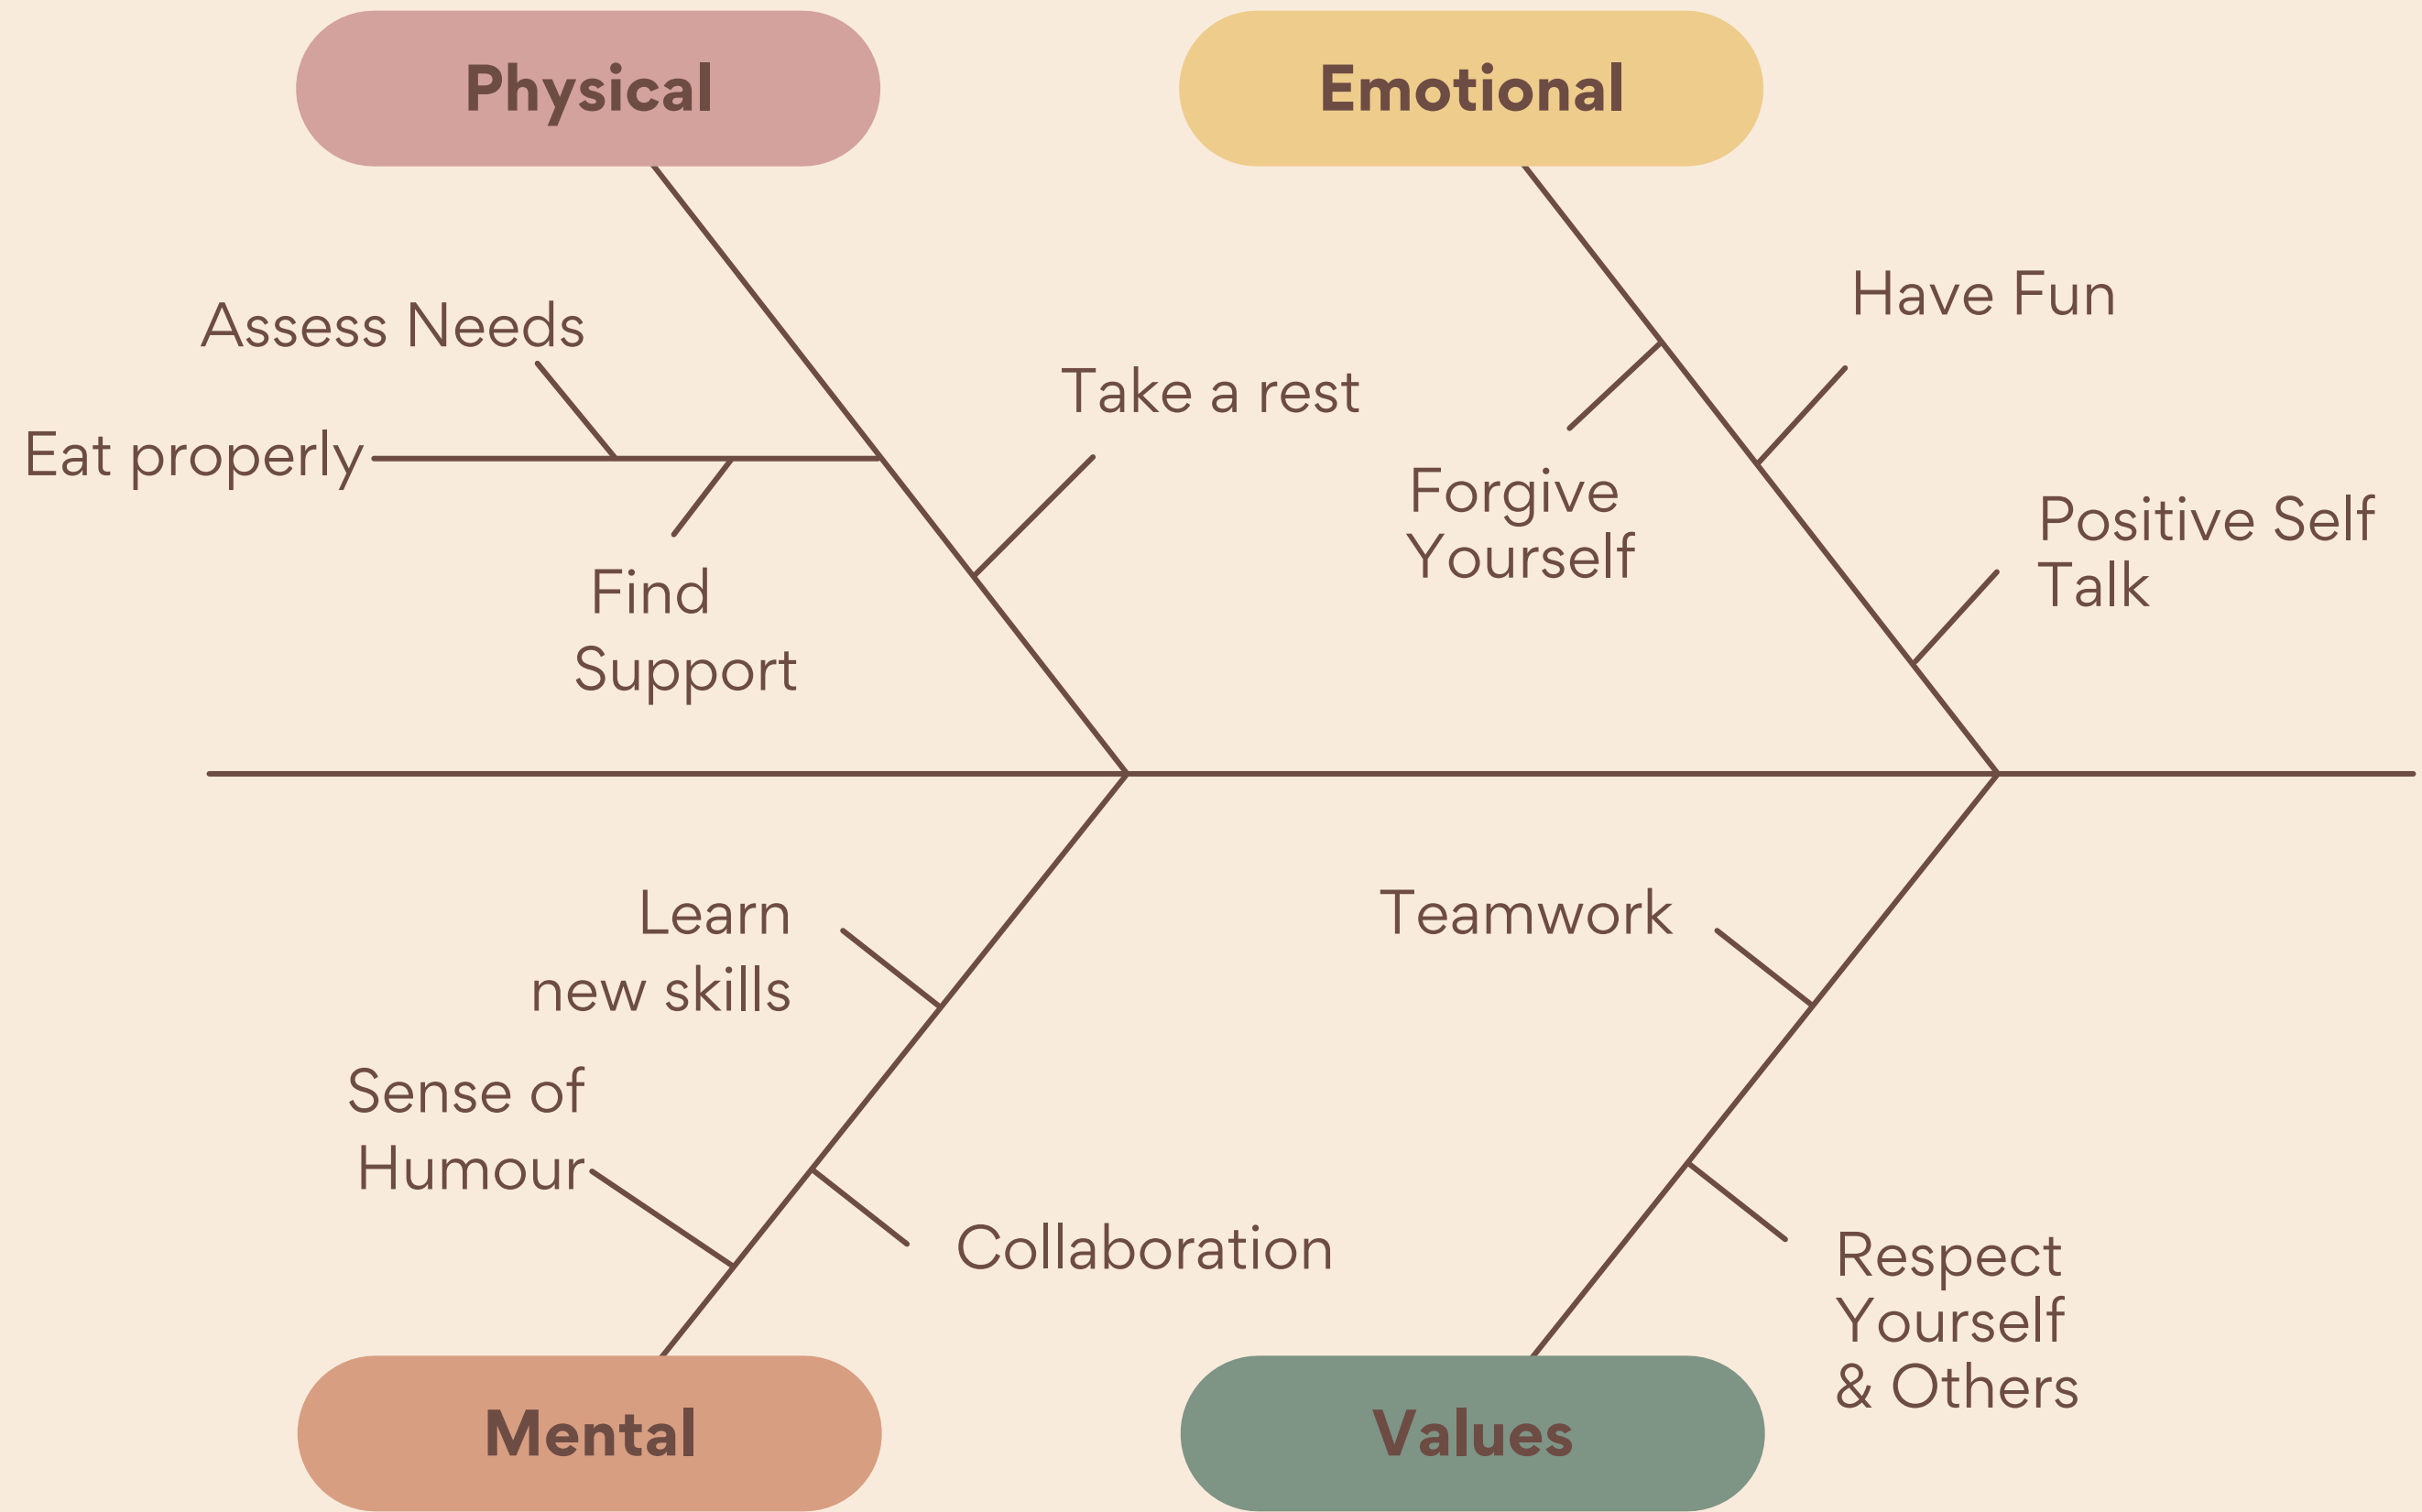 Physical
Emotional
Have Fun
Assess Needs
Take a rest
Eat properly
Forgive
Yourself
Positive Self
Talk
Find
Support
Learn
new skills
Teamwork
Sense of
Humour
Collaboration
Respect
Yourself
& Others
Mental
Values